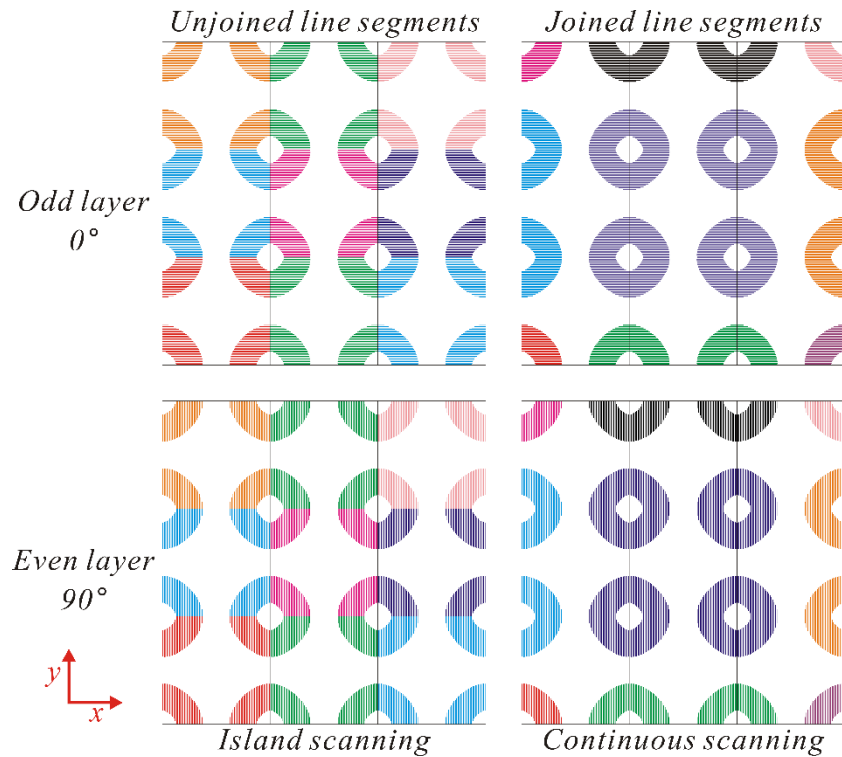 Unjoined line segments
Joined line segments
Odd layer
0°
Even layer
90°
y
x
Island scanning
Continuous scanning